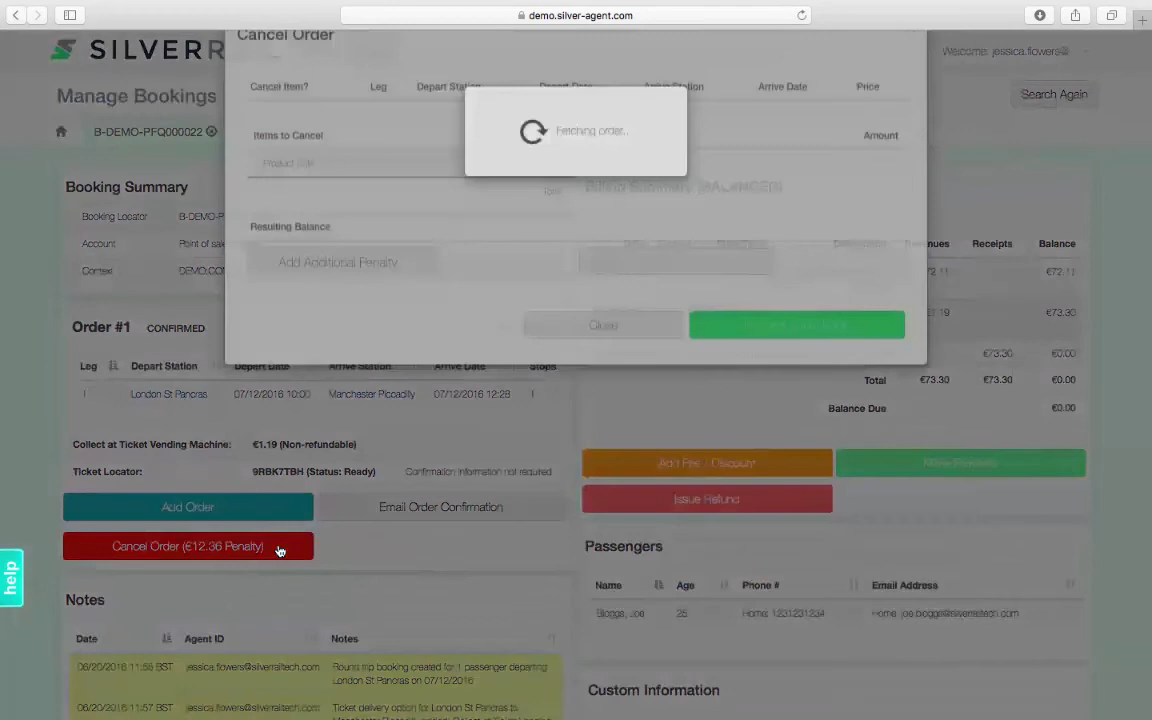 demo.silver-agent.com
SILVERR
Welcome: jessica.flowers@
Cancel Order
Manage Bookings
Search Again
Cancel Item?
Leg
Depart Station
Depart Date
Arrive Station
Arrive Date
Price
B-DEMO-PFQ000022
Items to Cancel
Fetching order..
Amount
Booking Summary
Billing Summary (BALANCED)
Booking Locator
B-DEMO-P
Resulting Balance
Account
Point of sa
Receipts
Balance
Add Additional Penalty
Context
DEMO:CO
€72.11
€73.30
Order #1
CONFIRMED
Close
€73.30
€0.00
Leg
Depart Station
Depart Date
Arrive Station
Arrive Date
Stops
Total
€73.30
€73.30
€0.00
1
London St Pancras
07/12/2016 10:00
Manchester Piccadilly
07/12/2016 12:28
1
Balance Due
€0.00
Collect at Ticket Vending Machine:
€1.19 (Non-refundable)
Ticket Locator:
9RBK7TBH (Status: Ready)
Confirmation information not required
Add Fee / Discount
Add Order
Email Order Confirmation
Issue Refund
Cancel Order (€12.36 Penalty)
Passengers
help
Name
Age
Phone #
Email Address
Bloggs, Joe
26
Home: 1231231234
Home: joe.bloggs@silverrailtech.com
Notes
Date
Agent ID
Notes
06/20/2016 11:56 BST
jessica.flowers@silverrailtech.com
Round trip booking created for 1 passenger departing
London St Pancras on 07/12/2016
Custom Information
06/20/2016 11:57 BST
jessica.flowers@silverrailtech.com
Ticket delivery option for London St Pancras to